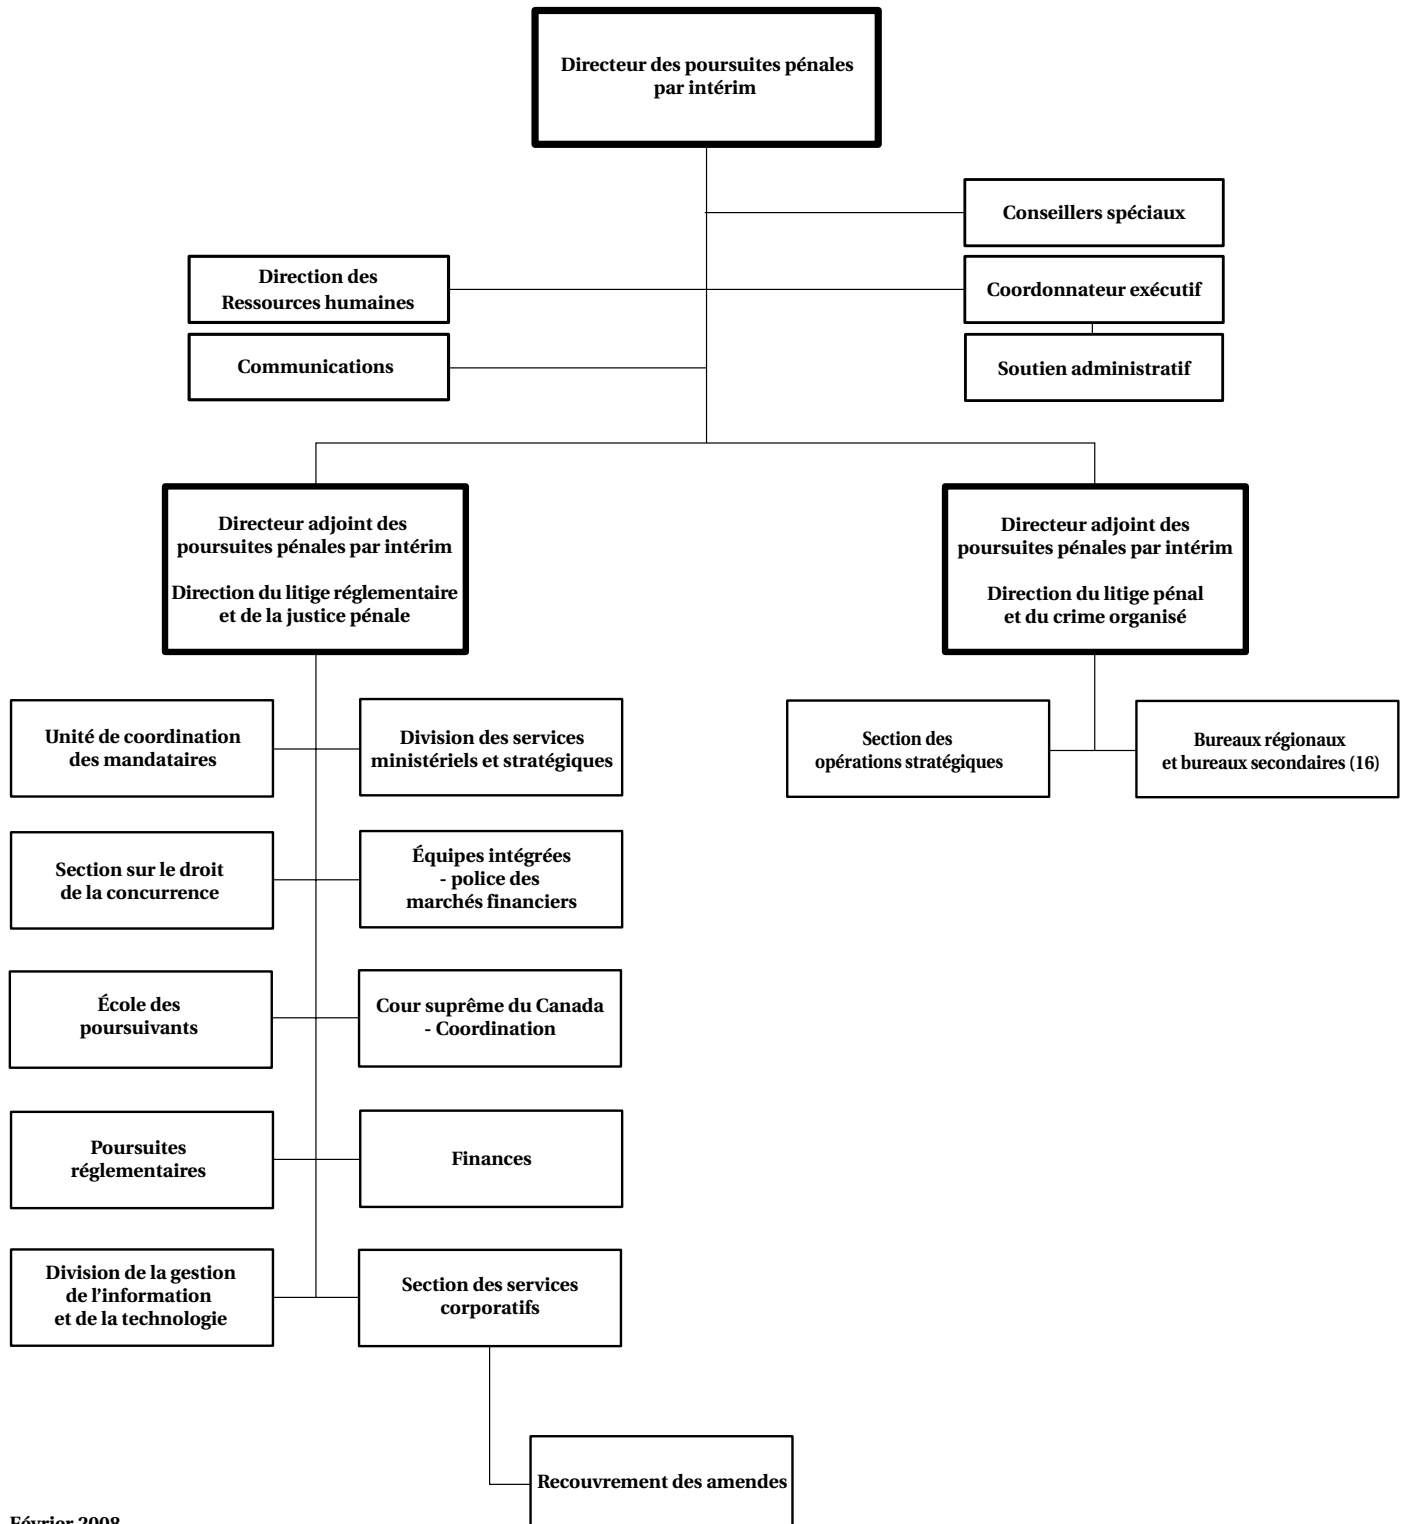 Directeur des poursuites pénales
par intérim
Conseillers spéciaux
Direction des
Ressources humaines
Coordonnateur exécutif
Communications
Soutien administratif
Directeur adjoint des
poursuites pénales par intérim
Direction du litige réglementaire
et de la justice pénale
Directeur adjoint des
poursuites pénales par intérim
Direction du litige pénal
et du crime organisé
Unité de coordination
des mandataires
Division des services
ministériels et stratégiques
Section des
opérations stratégiques
Bureaux régionaux
et bureaux secondaires (16)
Section sur le droit
de la concurrence
Équipes intégrées
- police des
marchés financiers
École des
poursuivants
Cour suprême du Canada
- Coordination
Poursuites
réglementaires
Finances
Division de la gestion
de l'information
et de la technologie
Section des services
corporatifs
Recouvrement des amendes
Février 2008